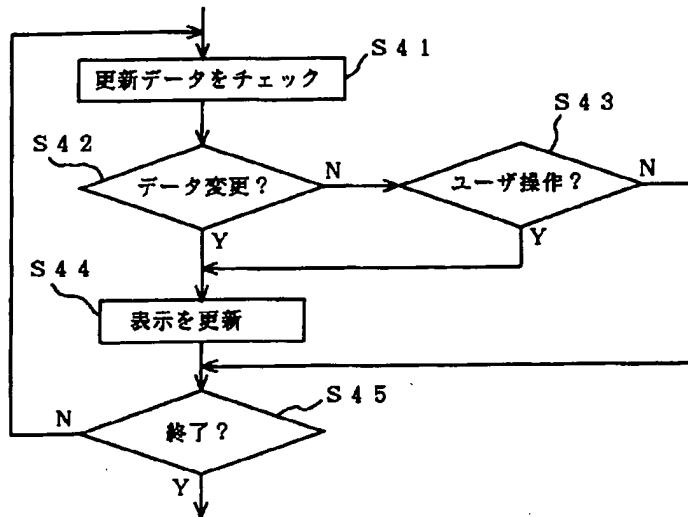 S41
更新データをチェック
S42
データ変更?
N
S43
ユーザ操作?
N
Y
Y
S44
表示を更新
S45
N
終了?
Y